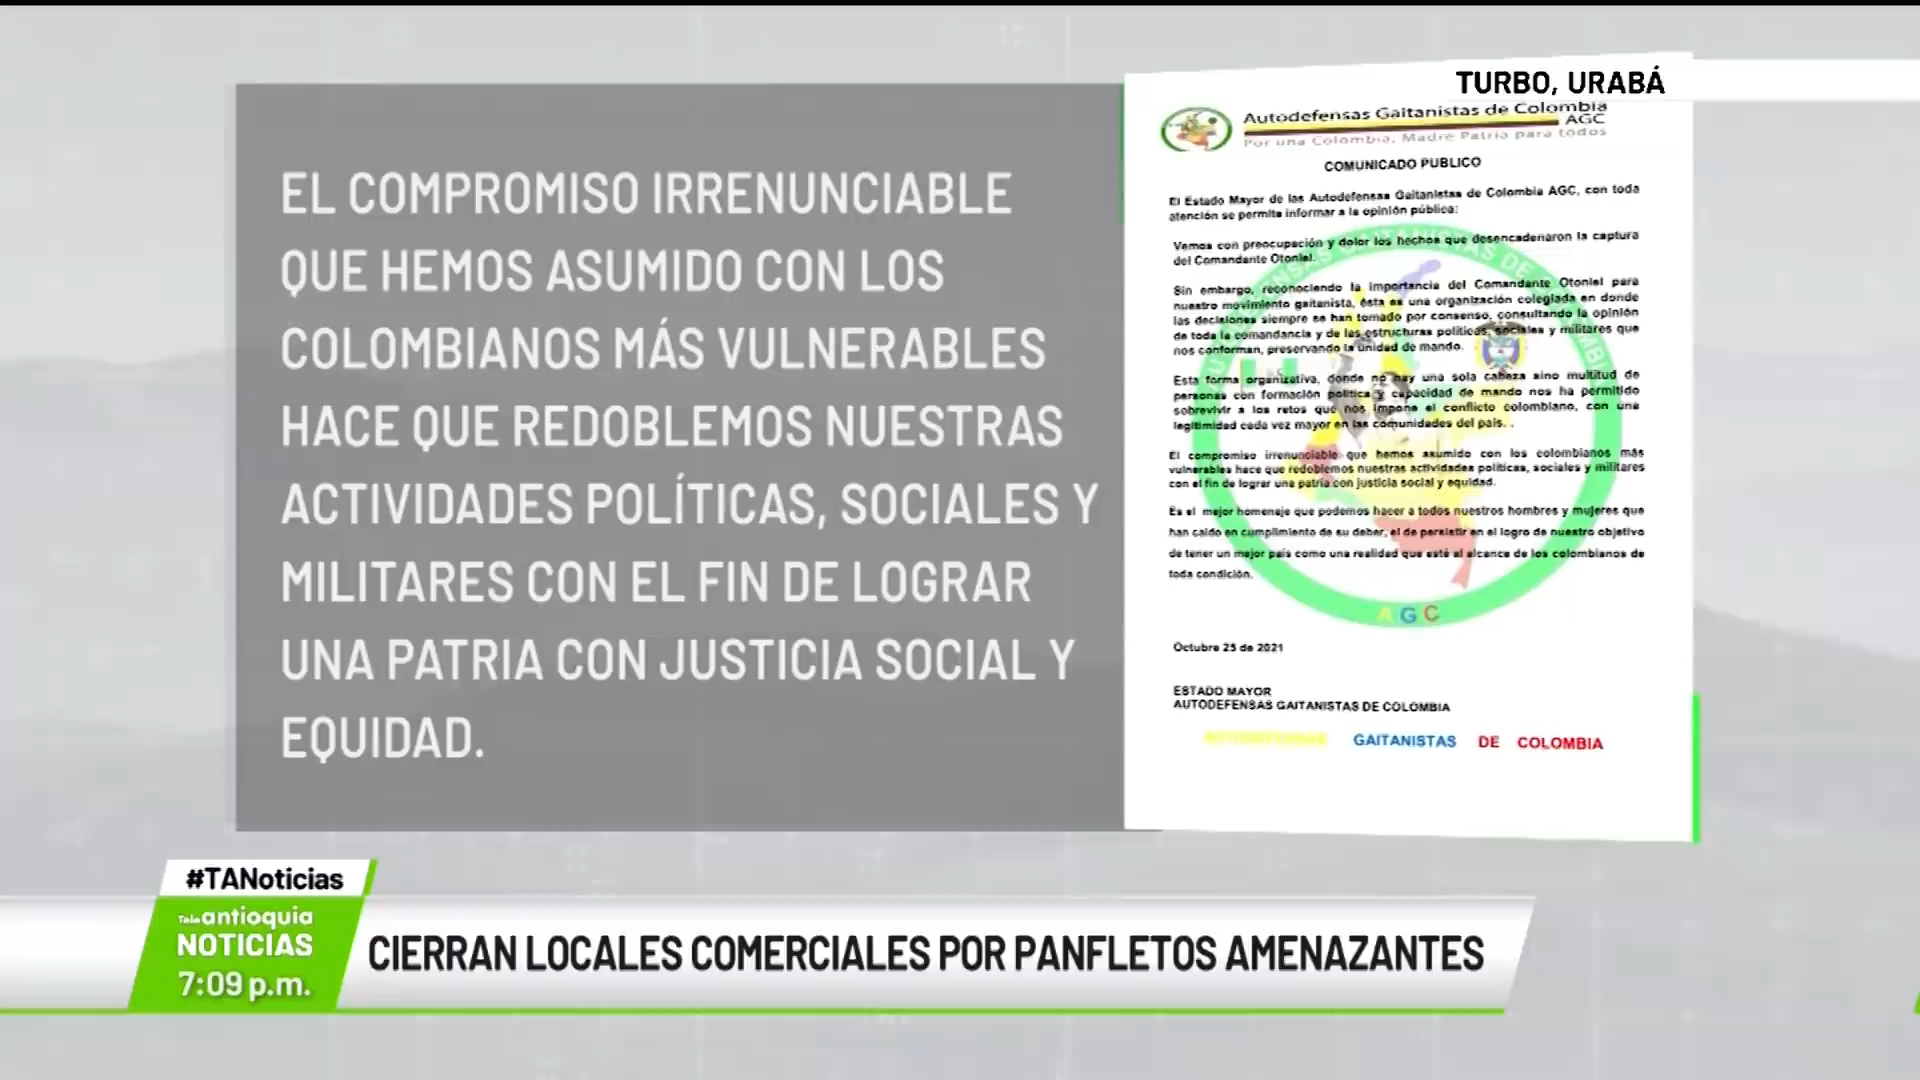 TURBO, URABÁ
EL COMPROMISO IRRENUNCIABLE
QUE HEMOS ASUMIDO CON LOS
COLOMBIANOS MÁS VULNERABLES
HACE QUE REDOBLEMOS NUESTRAS
ACTIVIDADES POLÍTICAS, SOCIALES Y
MILITARES CON EL FIN DE LOGRAR
UNA PATRIA CON JUSTICIA SOCIAL Y
EQUIDAD.
Autodefensas Gaitanistas de Colombia
AGC
Por una Colombia, Madre Patria para todos
COMUNICADO PUBLICO
El Estado Mayor de las Autodefensas Gaitanistas de Colombia AGC, con toda
atención se permite informar a la opinión pública:
Vemos con preocupación y dolor los hechos que desencadenaron la captura
del Comandante Otoniel.
Sin embargo, reconociendo la importancia del Comandante Otoniel para
nuestro movimiento gaitanista, ésta es una organización colegiada en donde
las decisiones siempre se han tomado por consenso, consultando la opinión
de toda la comandancia y de las estructuras políticas, sociales y militares que
nos conforman, preservando la unidad de mando.
Esta forma organizativa, donde no hay una sola cabeza sino multitud de
personas con formación política y capacidad de mando nos ha permitido
sobrevivir a los retos que nos impone el conflicto colombiano, con una
legitimidad cada vez mayor en las comunidades del país. .
El compromiso irrenunciable que hemos asumido con los colombianos más
vulnerables hace que redoblemos nuestras actividades políticas, sociales y militares
con el fin de lograr una patria con justicia social y equidad.
Es el mejor homenaje que podemos hacer a todos nuestros hombres y mujeres que
han caído en cumplimiento de su deber, el de persistir en el logro de nuestro objetivo
de tener un mejor país como una realidad que esté al alcance de los colombianos de
toda condición.
AGC
Octubre 25 de 2021
ESTADO MAYOR
AUTODEFENSAS GAITANISTAS DE COLOMBIA
AUTODEFENSAS GAITANISTAS DE COLOMBIA
#TANoticias
Teleantioquia
NOTICIAS
7:09 p.m.
CIERRAN LOCALES COMERCIALES POR PANFLETOS AMENAZANTES